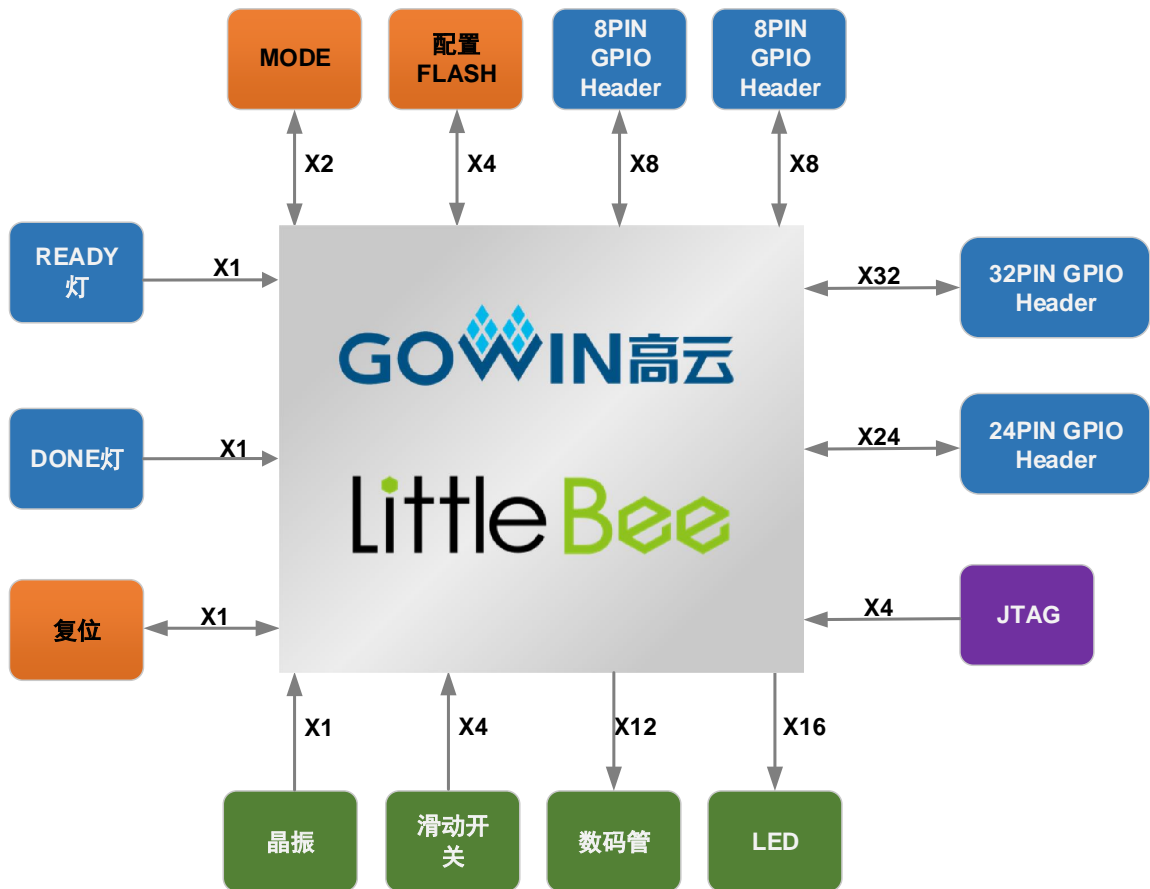 MODE
配置
FLASH
8PIN
GPIO
Header
8PIN
GPIO
Header
X2
X4
X8
X8
READY
灯
X1
X32
32PIN GPIO
Header
GOWIN高云
DONE灯
X1
X24
24PIN GPIO
Header
LittleBee
复位
X1
X4
JTAG
X1
X4
X12
X16
晶振
滑动开
关
数码管
LED